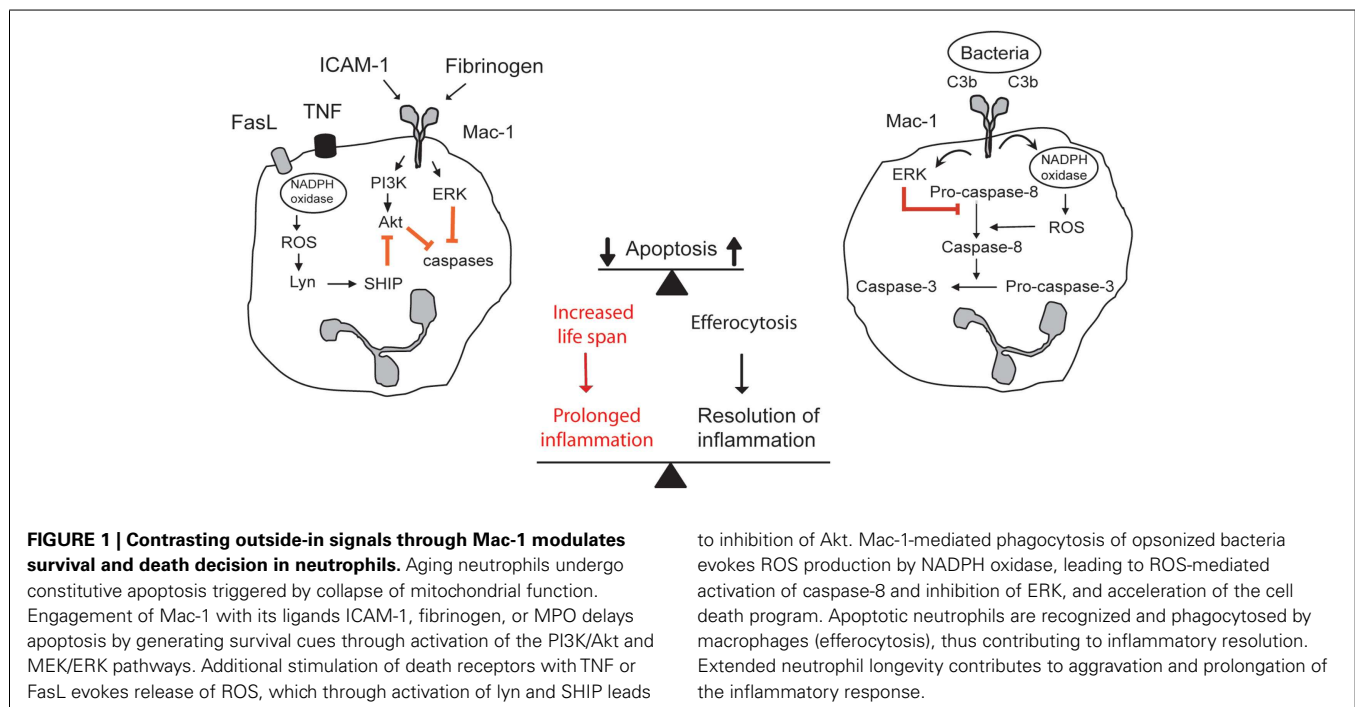 ICAM-1
Fibrinogen
TNF
FasL
Mac-1
NADPH
oxidase
PI3K
ERK
Akt
ROS
caspases
Lyn
SHIP
Apoptosis
Increased
life span
Efferocytosis
Prolonged
inflammation
Resolution of
inflammation
Bacteria
C3b
C3b
Mac-1
NADPH
oxidase
ERK
Pro-caspase-8
ROS
Caspase-8
Caspase-3
Pro-caspase-3
FIGURE 1 | Contrasting outside-in signals through Mac-1 modulates
survival and death decision in neutrophils. Aging neutrophils undergo
constitutive apoptosis triggered by collapse of mitochondrial function.
Engagement of Mac-1 with its ligands ICAM-1, fibrinogen, or MPO delays
apoptosis by generating survival cues through activation of the PI3K/Akt and
MEK/ERK pathways. Additional stimulation of death receptors with TNF or
FasL evokes release of ROS, which through activation of lyn and SHIP leads
to inhibition of Akt. Mac-1-mediated phagocytosis of opsonized bacteria
evokes ROS production by NADPH oxidase, leading to ROS-mediated
activation of caspase-8 and inhibition of ERK, and acceleration of the cell
death program. Apoptotic neutrophils are recognized and phagocytosed by
macrophages (efferocytosis), thus contributing to inflammatory resolution.
Extended neutrophil longevity contributes to aggravation and prolongation of
the inflammatory response.